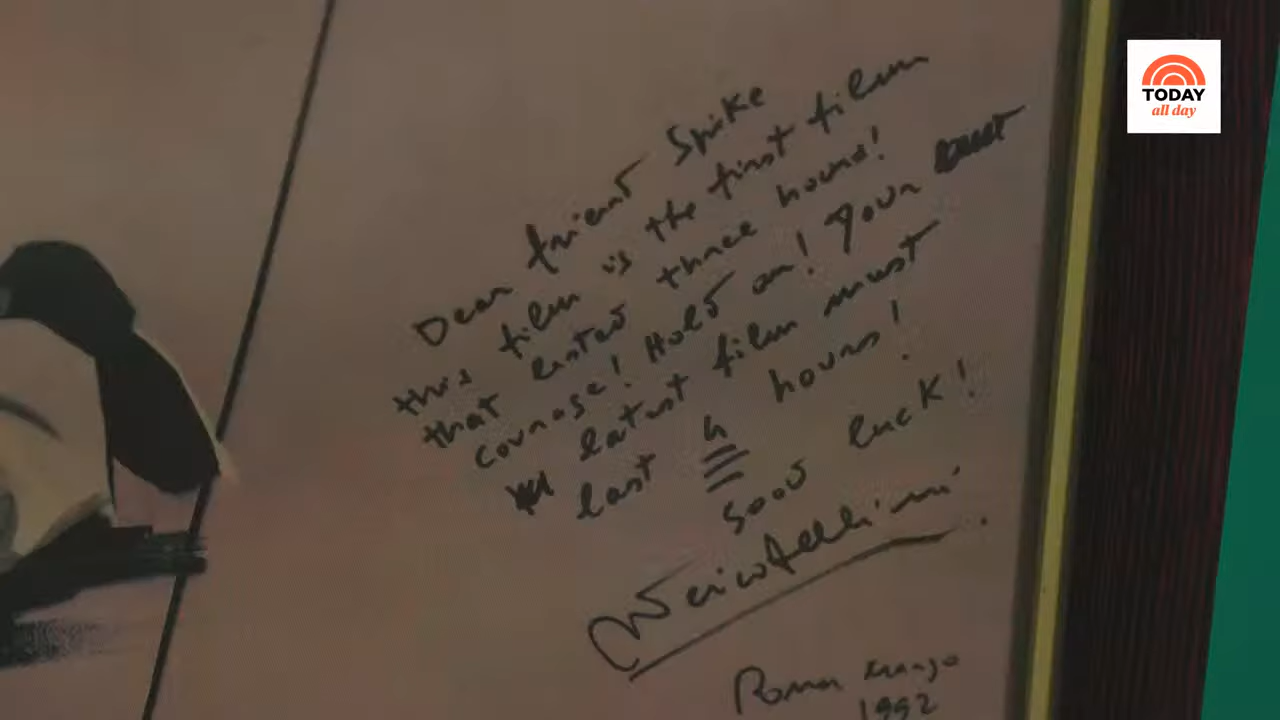 TODAY
all day
Dear friend Spike
this film is the first film
that lasted three hours!
courage! Hold on! Your
latest film must
last 4 hours!
good luck!
Roma
1992